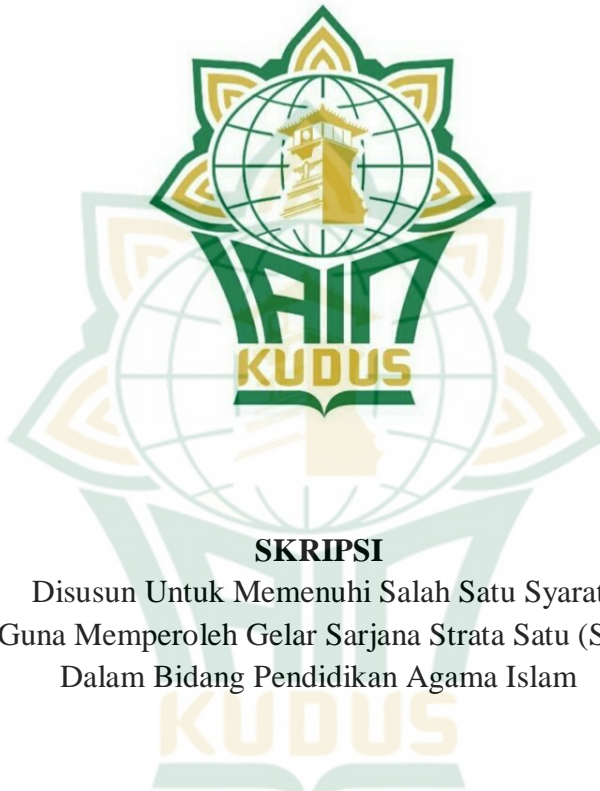 IAIN
KUDUS
SKRIPSI
Disusun Untuk Memenuhi Salah Satu Syarat
Guna Memperoleh Gelar Sarjana Strata Satu (S
Dalam Bidang Pendidikan Agama Islam
KUDUS